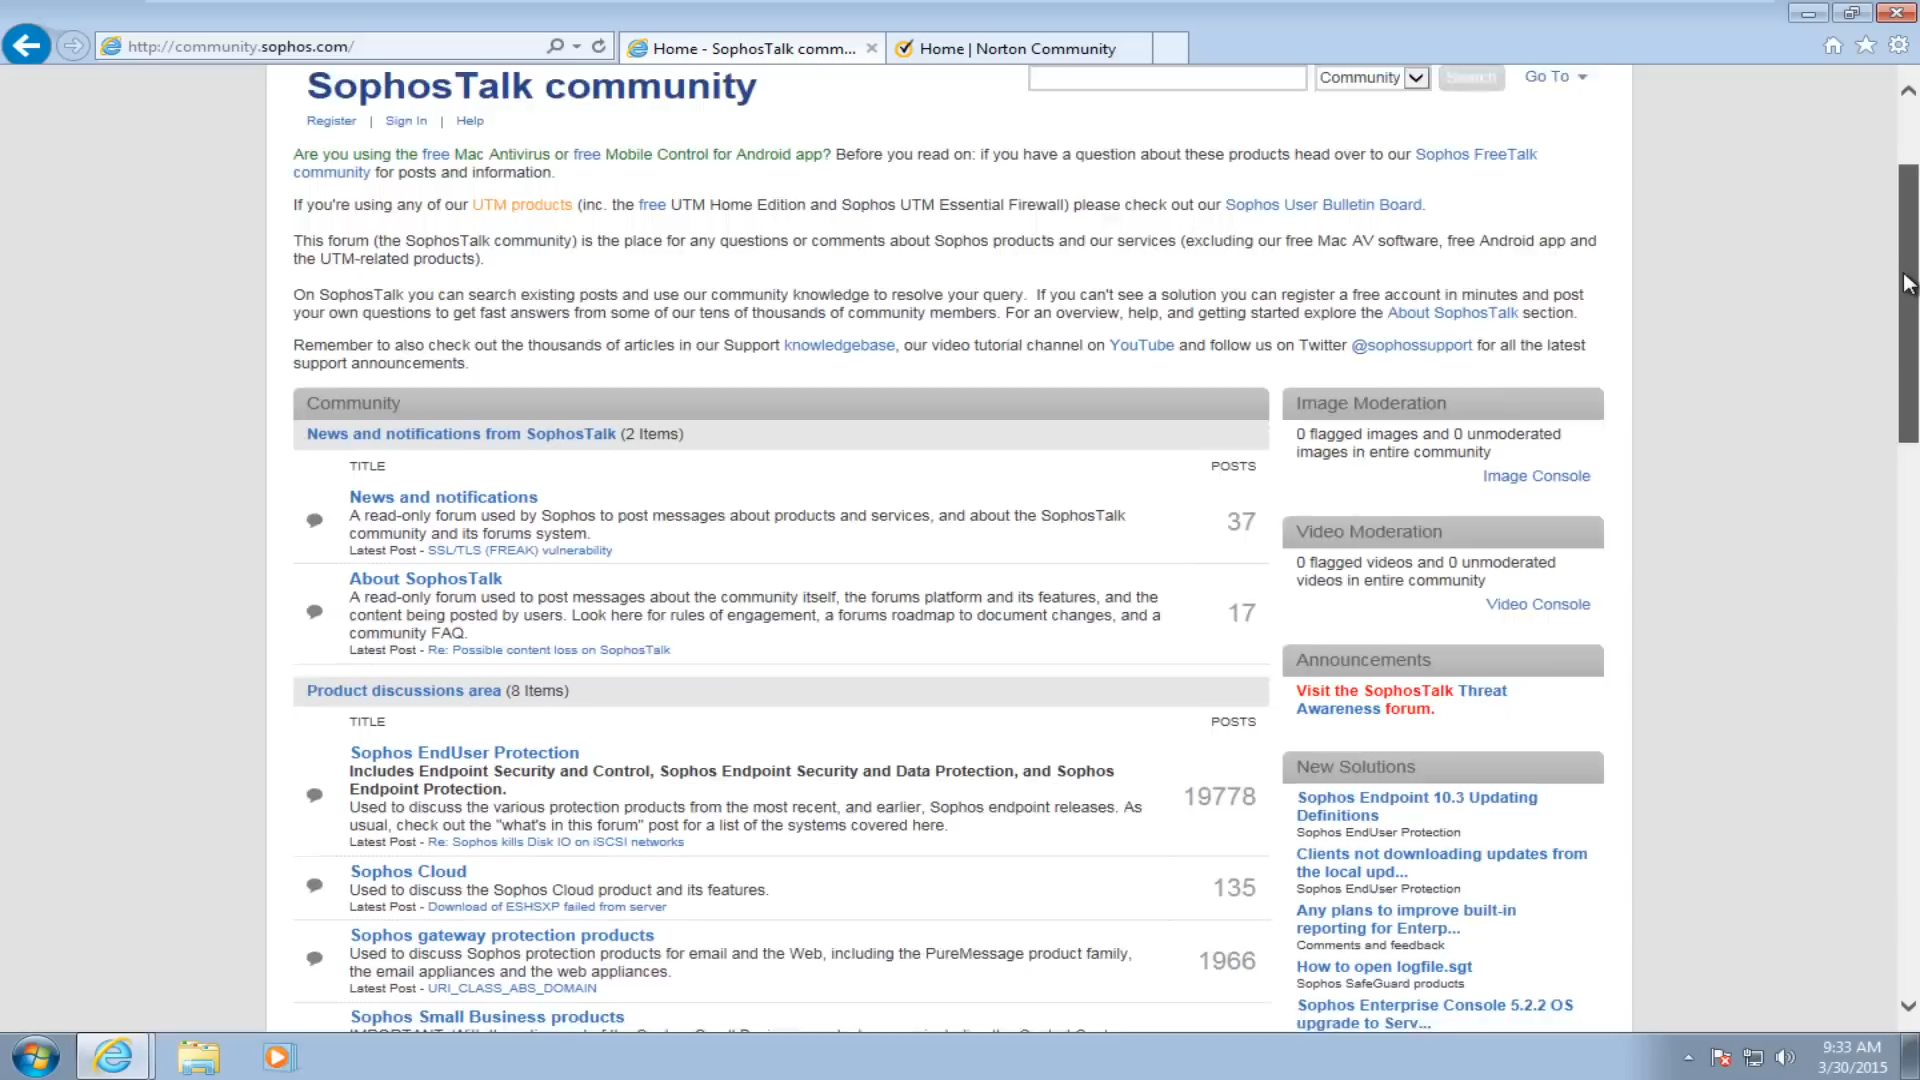 http://community.sophos.com/
Home - SophosTalk comm...
Home | Norton Community
SophosTalk community
Community
Search
Go To
Register | Sign In | Help
Are you using the free Mac Antivirus or free Mobile Control for Android app? Before you read on: if you have a question about these products head over to our Sophos FreeTalk
community for posts and information.
If you're using any of our UTM products (inc. the free UTM Home Edition and Sophos UTM Essential Firewall) please check out our Sophos User Bulletin Board.
This forum (the SophosTalk community) is the place for any questions or comments about Sophos products and our services (excluding our free Mac AV software, free Android app and
the UTM-related products).
On SophosTalk you can search existing posts and use our community knowledge to resolve your query. If you can't see a solution you can register a free account in minutes and post
your own questions to get fast answers from some of our tens of thousands of community members. For an overview, help, and getting started explore the About SophosTalk section.
Remember to also check out the thousands of articles in our Support knowledgebase, our video tutorial channel on YouTube and follow us on Twitter @sophossupport for all the latest
support announcements.
Community
News and notifications from SophosTalk (2 Items)
TITLE POSTS
News and notifications
A read-only forum used by Sophos to post messages about products and services, and about the SophosTalk
community and its forums system.
Latest Post - SSL/TLS (FREAK) vulnerability
37
About SophosTalk
A read-only forum used to post messages about the community itself, the forums platform and its features, and the
content being posted by users. Look here for rules of engagement, a forums roadmap to document changes, and a
community FAQ.
Latest Post - Re: Possible content loss on SophosTalk
17
Product discussions area (8 Items)
TITLE POSTS
Sophos EndUser Protection
Includes Endpoint Security and Control, Sophos Endpoint Security and Data Protection, and Sophos
Endpoint Protection.
Used to discuss the various protection products from the most recent, and earlier, Sophos endpoint releases. As
usual, check out the "what's in this forum" post for a list of the systems covered here.
Latest Post - Re: Sophos kills Disk IO on iSCSI networks
19778
Sophos Cloud
Used to discuss the Sophos Cloud product and its features.
Latest Post - Download of ESHSXP failed from server
135
Sophos gateway protection products
Used to discuss Sophos protection products for email and the Web, including the PureMessage product family,
the email appliances and the web appliances.
Latest Post - URI_CLASS_ABS_DOMAIN
1966
Sophos Small Business products
Image Moderation
0 flagged images and 0 unmoderated
images in entire community
Image Console
Video Moderation
0 flagged videos and 0 unmoderated
videos in entire community
Video Console
Announcements
Visit the SophosTalk Threat
Awareness forum.
New Solutions
Sophos Endpoint 10.3 Updating
Definitions
Sophos EndUser Protection
Clients not downloading updates from
the local upd...
Sophos EndUser Protection
Any plans to improve built-in
reporting for Enterp...
Comments and feedback
How to open logfile.sgt
Sophos SafeGuard products
Sophos Enterprise Console 5.2.2 OS
upgrade to Serv...
9:33 AM
3/30/2015